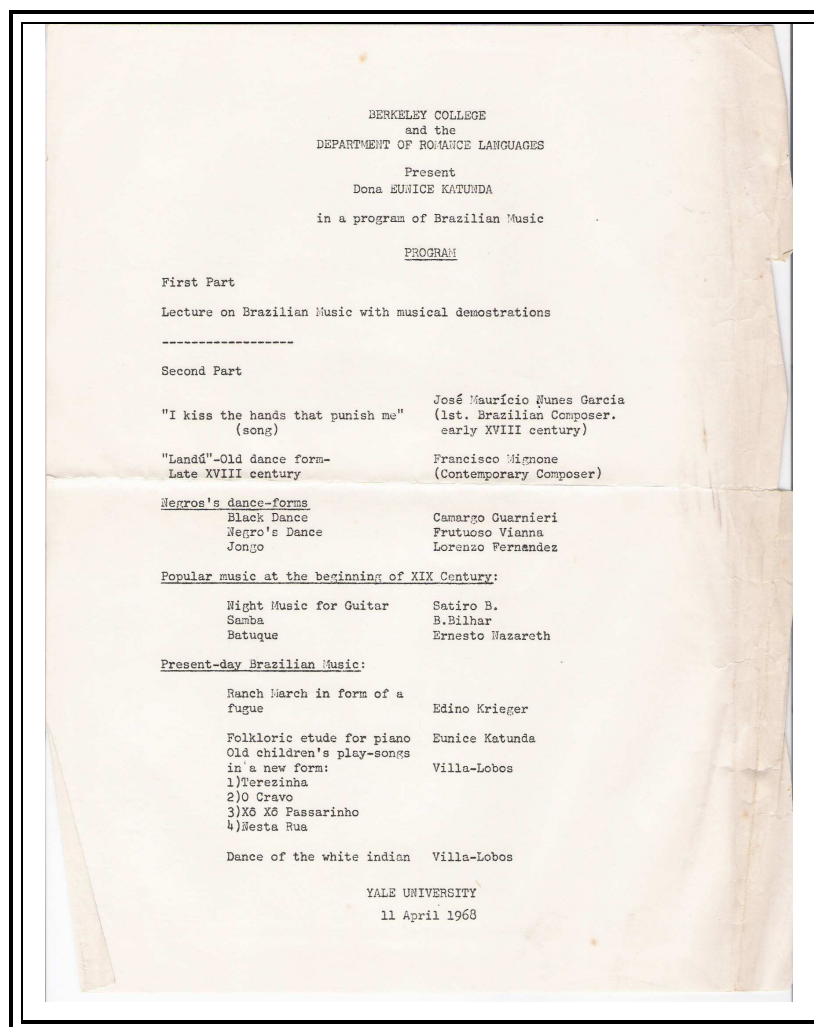 BERKELEY COLLEGE
and the
DEPARTMENT OF ROMANCE LANGUAGES
Present
Dona EUNICE KATUNDA
in a program of Brazilian Music
PROGRAM
First Part
Lecture on Brazilian Music with musical demostrations
------------------
Second Part
José Maurício Nunes Garcia
"I kiss the hands that punish me" (1st. Brazilian Composer.
(song) early XVIII century)
"Landú"-Old dance form- Francisco Mignone
Late XVIII century (Contemporary Composer)
Negros's dance-forms
Black Dance Camargo Guarnieri
Negro's Dance Frutuoso Vianna
Jongo Lorenzo Fernandez
Popular music at the beginning of XIX Century:
Night Music for Guitar Satiro B.
Samba B.Bilhar
Batuque Ernesto Nazareth
Present-day Brazilian Music:
Ranch March in form of a
fugue Edino Krieger
Folkloric etude for piano Eunice Katunda
Old children's play-songs
in a new form: Villa-Lobos
1)Terezinha
2)O Cravo
3)Xô Xô Passarinho
4)Nesta Rua
Dance of the white indian Villa-Lobos
YALE UNIVERSITY
11 April 1968